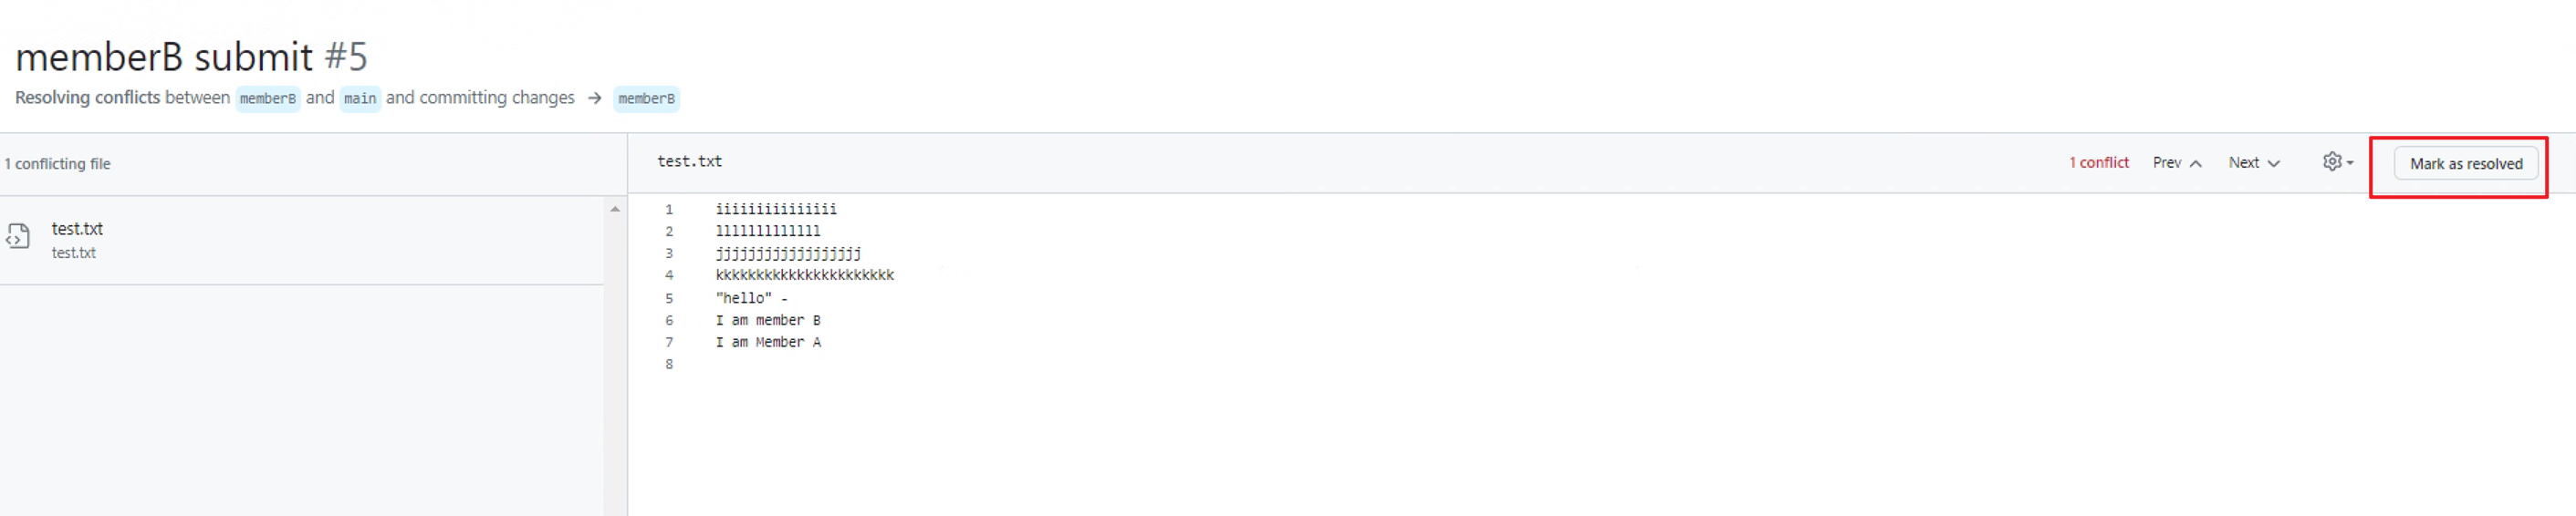 memberB submit #5
Resolving conflicts between memberB and main and committing changes → memberB
1 conflicting file
test.txt
test.txt
test.txt
1 conflict Prev Next Mark as resolved
1 iiiiiiiiiiiiiii
2 lllllllllllll
3 jjjjjjjjjjjjjjjjjj
4 kkkkkkkkkkkkkkkkkkkkkk
5 "hello" -
6 I am member B
7 I am Member A
8